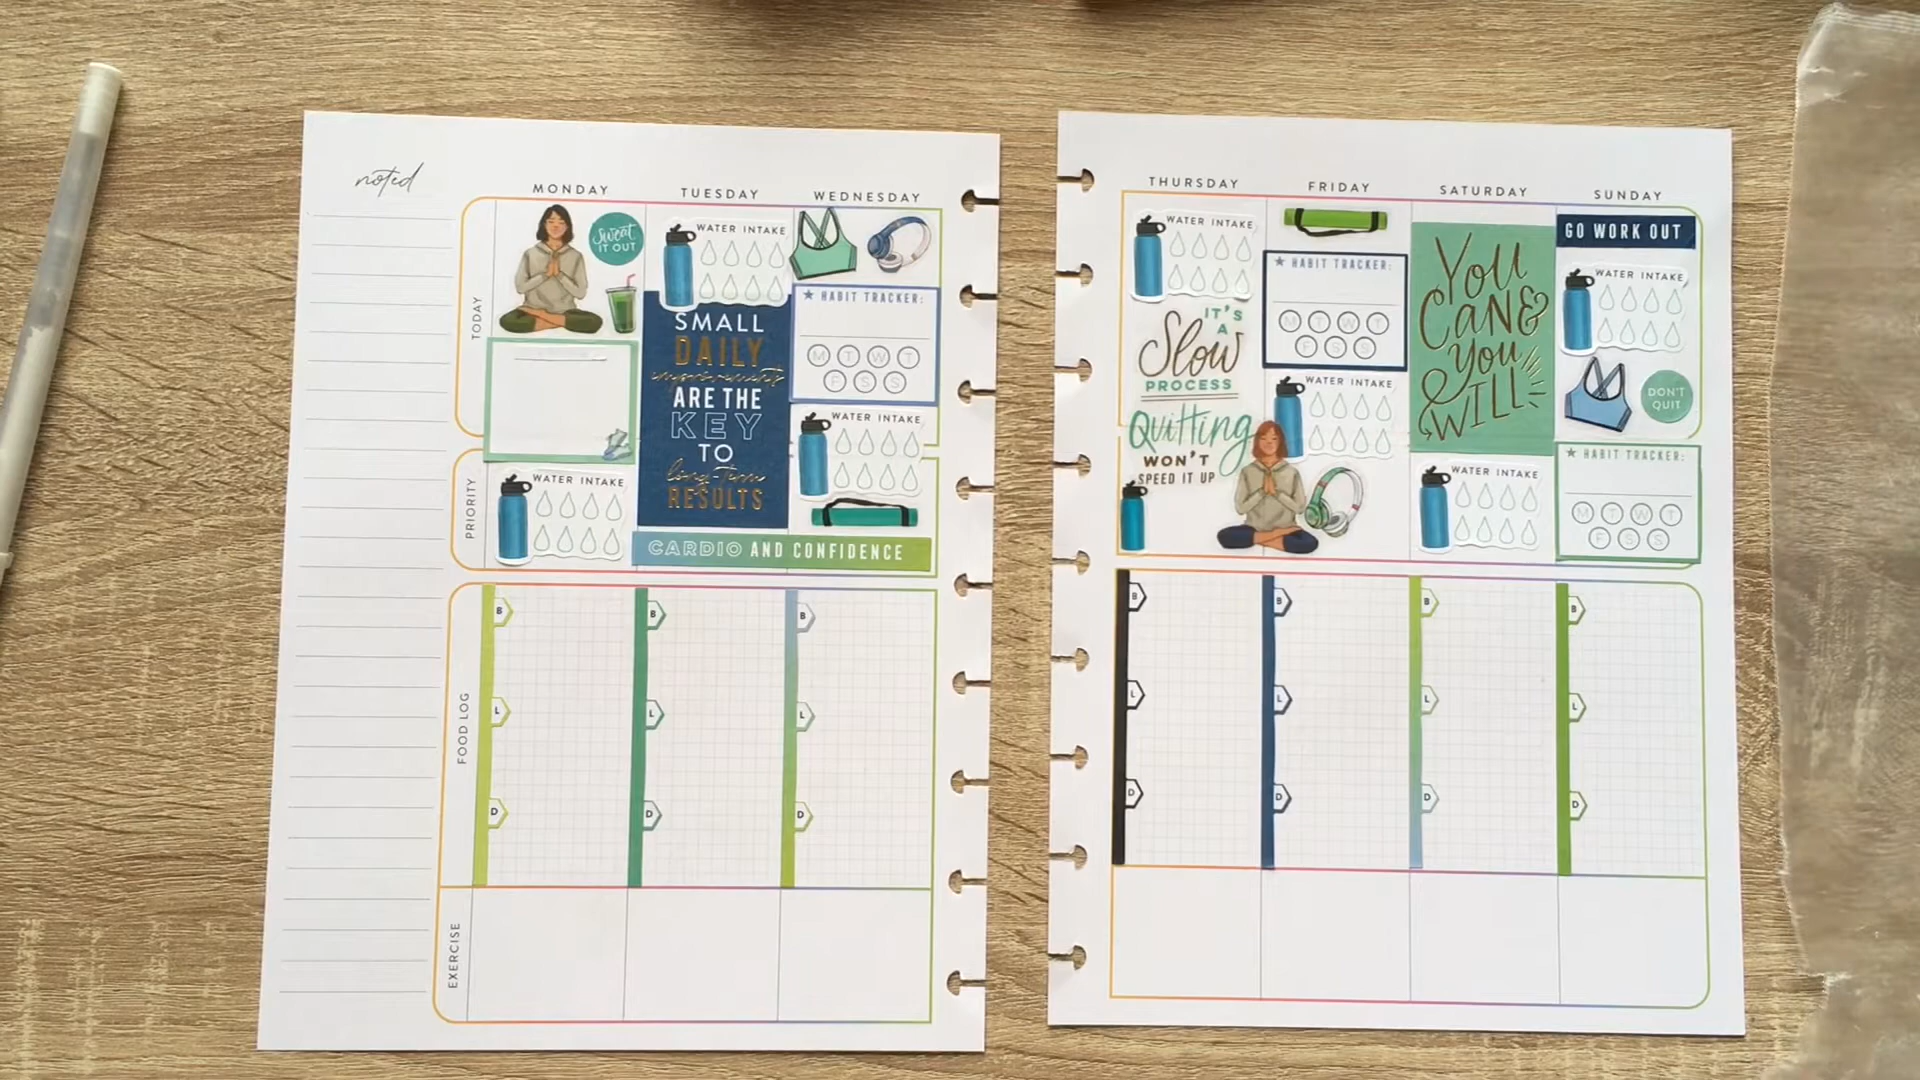 noted
MONDAY
TUESDAY
WEDNESDAY
TODAY
PRIORITY
FOOD LOG
EXERCISE
Sweat
IT OUT
WATER INTAKE
WATER INTAKE
SMALL
DAILY
improvements
ARE THE
KEY
TO
long-term
RESULTS
HABIT TRACKER:
M T W T
F S S
WATER INTAKE
CARDIO AND CONFIDENCE
B
L
D
B
L
D
B
L
D
THURSDAY
FRIDAY
SATURDAY
SUNDAY
WATER INTAKE
IT'S
A
Slow
PROCESS
Quitting
WON'T
SPEED IT UP
HABIT TRACKER:
M T W T
F S S
WATER INTAKE
YOU
CAN &
YOU
WILL
WATER INTAKE
GO WORK OUT
WATER INTAKE
DON'T
QUIT
HABIT TRACKER:
M T W T
F S S
B
L
D
B
L
D
B
L
D
B
L
D